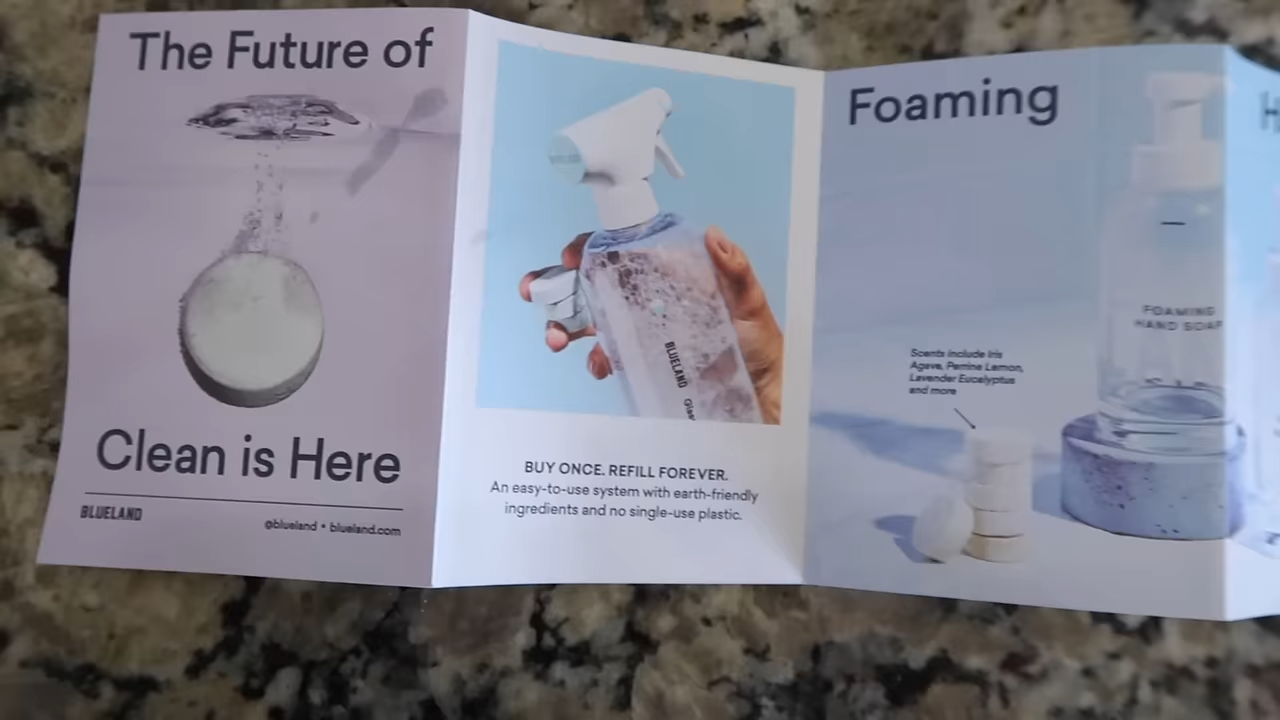 The Future of
Clean is Here
BLUELAND
@blueland • blueland.com
BLUELAND
BUY ONCE. REFILL FOREVER.
An easy-to-use system with earth-friendly
ingredients and no single-use plastic.
Foaming
FOAMING
HAND SOAP
Scents include Iris
Agave, Perrine Lemon,
Lavender Eucalyptus
and more